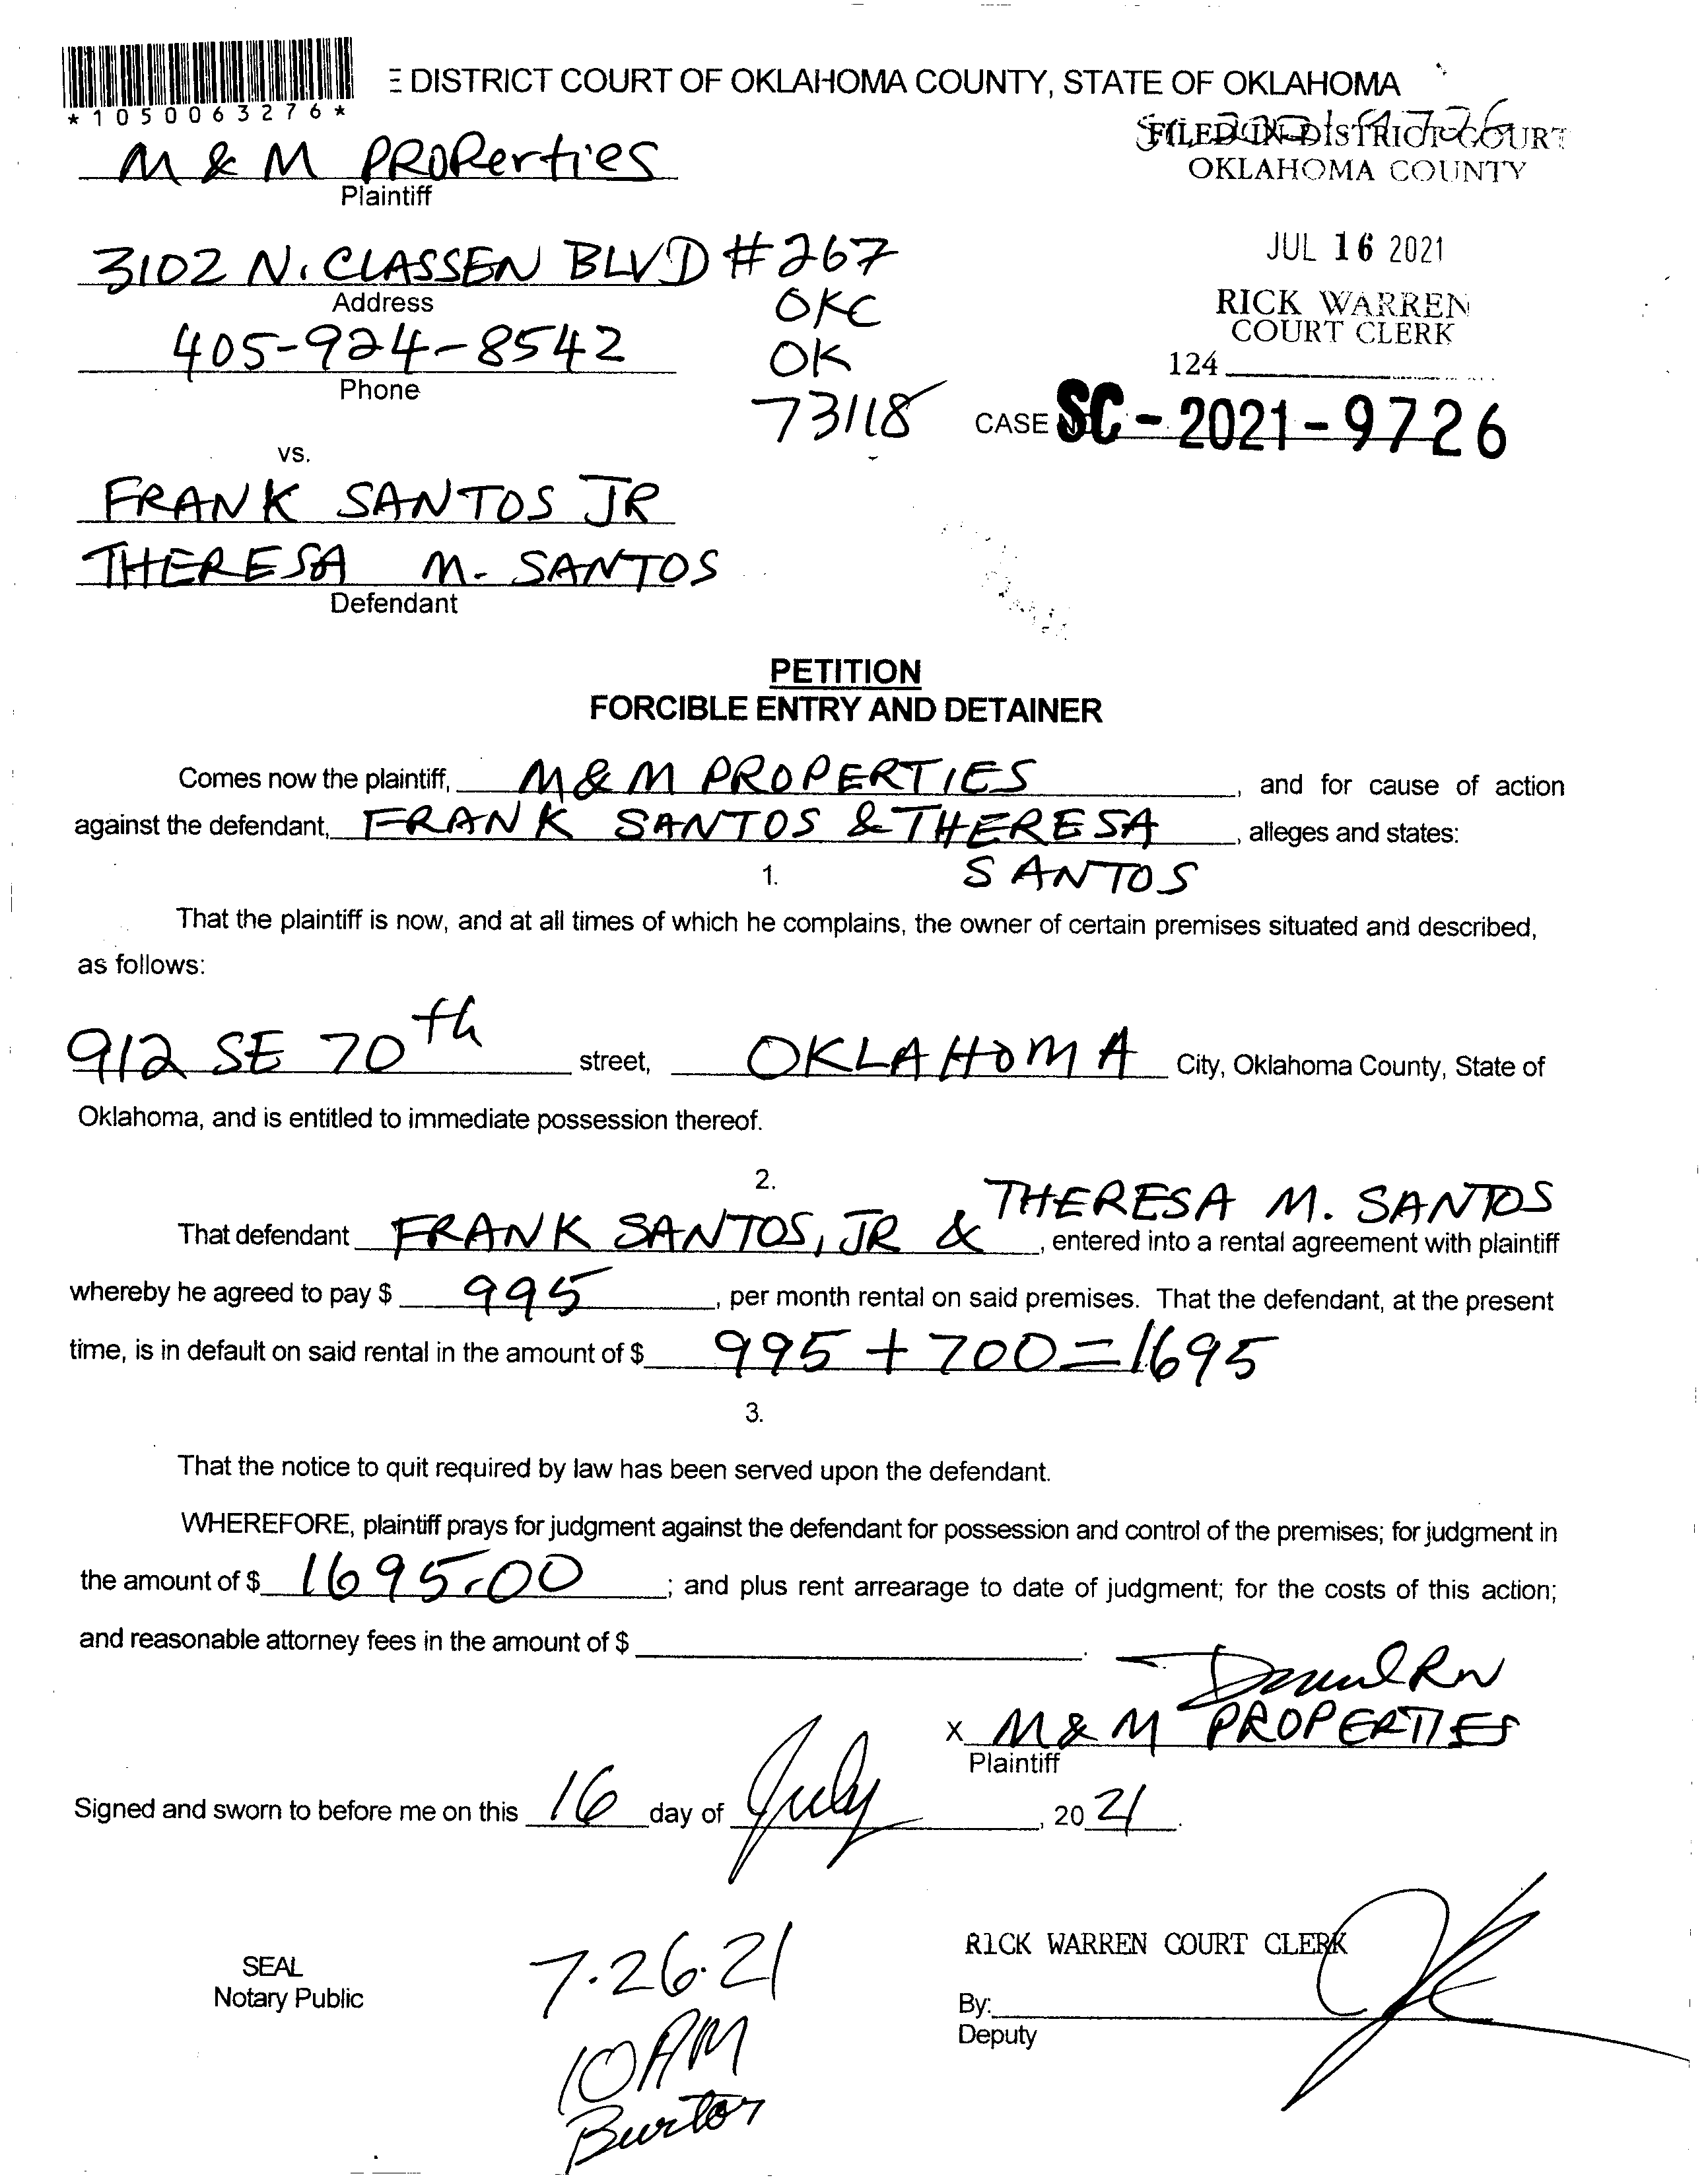 *1050063276*
E DISTRICT COURT OF OKLAHOMA COUNTY, STATE OF OKLAHOMA
FILED IN DISTRICT COURT
OKLAHOMA COUNTY
M & M PROPerties
Plaintiff
JUL 16 2021
3102 N. CLASSEN BLVD #267
Address
OKC
RICK WARREN
COURT CLERK
405-924-8542
OK
124
Phone
73118
CASE SC-2021-9726
vs.
FRANK SANTOS JR
THERESA M. SANTOS
Defendant
PETITION
FORCIBLE ENTRY AND DETAINER
Comes now the plaintiff, M & M PROPERTIES, and for cause of action
against the defendant, FRANK SANTOS & THERESA, alleges and states:
SANTOS
1.
That the plaintiff is now, and at all times of which he complains, the owner of certain premises situated and described,
as follows:
912 SE 70th street, OKLAHOMA City, Oklahoma County, State of
Oklahoma, and is entitled to immediate possession thereof.
2.
THERESA M. SANTOS
That defendant FRANK SANTOS, JR &, entered into a rental agreement with plaintiff
whereby he agreed to pay $ 995, per month rental on said premises. That the defendant, at the present
time, is in default on said rental in the amount of $ 995 + 700 = 1695
3.
That the notice to quit required by law has been served upon the defendant.
WHEREFORE, plaintiff prays for judgment against the defendant for possession and control of the premises; for judgment in
the amount of $ 1695.00; and plus rent arrearage to date of judgment; for the costs of this action;
and reasonable attorney fees in the amount of $.
X M & M PROPERTIES
Plaintiff
Signed and sworn to before me on this 16 day of July, 2021.
SEAL
Notary Public
7.26.21
10AM
Burton
RICK WARREN COURT CLERK
By:
Deputy